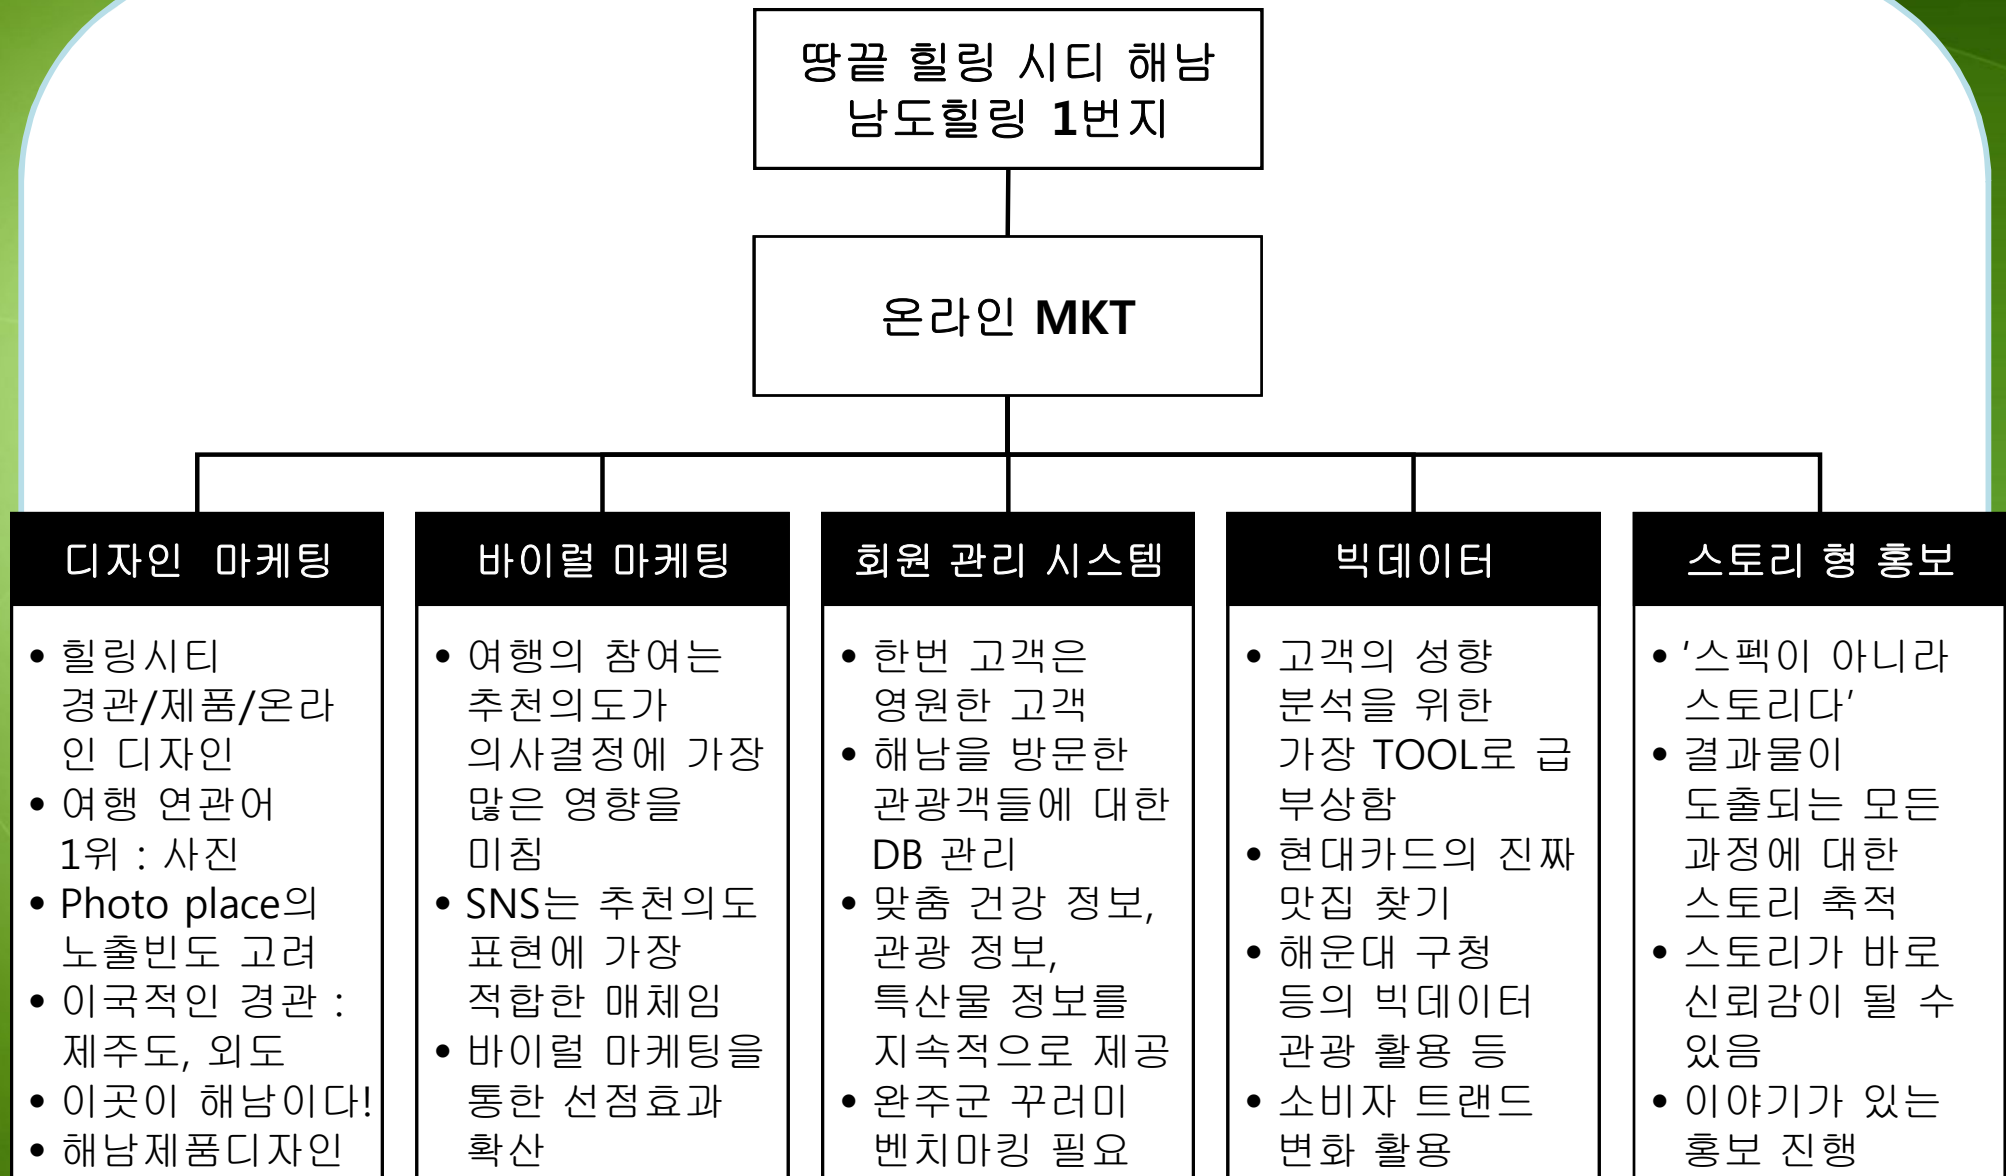 땅끝 힐링 시티 해남
남도힐링 1번지
온라인 MKT
디자인 마케팅
• 힐링시티
경관/제품/온라
인 디자인
• 여행 연관어
1위 : 사진
• Photo place의
노출빈도 고려
• 이국적인 경관 :
제주도, 외도
• 이곳이 해남이다!
• 해남제품디자인
바이럴 마케팅
• 여행의 참여는
추천의도가
의사결정에 가장
많은 영향을
미침
• SNS는 추천의도
표현에 가장
적합한 매체임
• 바이럴 마케팅을
통한 선점효과
확산
회원 관리 시스템
• 한번 고객은
영원한 고객
• 해남을 방문한
관광객들에 대한
DB 관리
• 맞춤 건강 정보,
관광 정보,
특산물 정보를
지속적으로 제공
• 완주군 꾸러미
벤치마킹 필요
빅데이터
• 고객의 성향
분석을 위한
가장 TOOL로 급
부상함
• 현대카드의 진짜
맛집 찾기
• 해운대 구청
등의 빅데이터
관광 활용 등
• 소비자 트랜드
변화 활용
스토리 형 홍보
• '스펙이 아니라
스토리다'
• 결과물이
도출되는 모든
과정에 대한
스토리 축적
• 스토리가 바로
신뢰감이 될 수
있음
• 이야기가 있는
홍보 진행